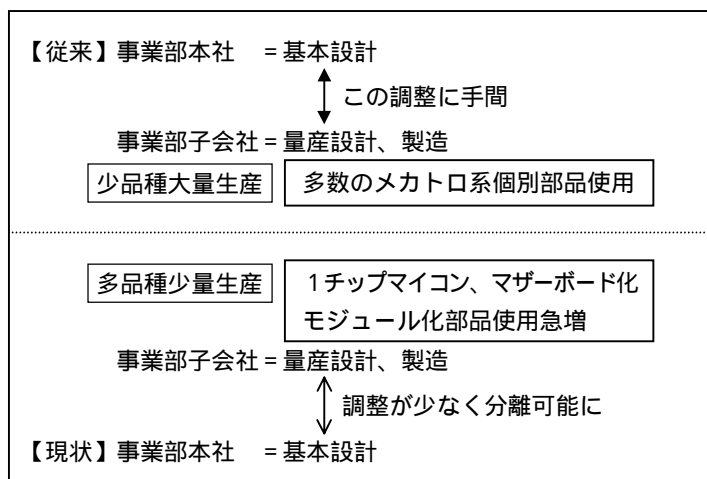 【従来】事業部本社 =基本設計
この調整に手間
事業部子会社=量産設計、製造
少品種大量生産 多数のメカトロ系個別部品使用
多品種少量生産 1チップマイコン、マザーボード化
モジュール化部品使用急増
事業部子会社=量産設計、製造
調整が少なく分離可能に
【現状】事業部本社 =基本設計